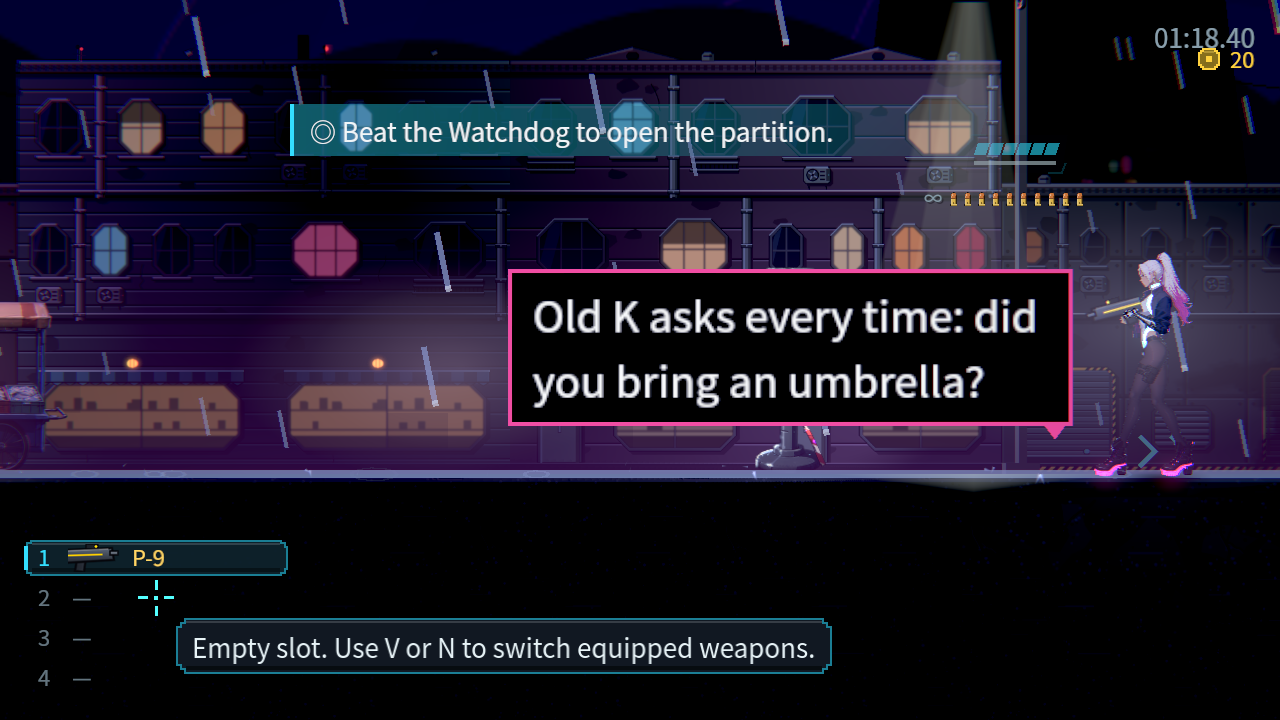 01:18.40
20
◎ Beat the Watchdog to open the partition.
∞
Old K asks every time: did
you bring an umbrella?
1 P-9
2 —
3 —
4 —
Empty slot. Use V or N to switch equipped weapons.